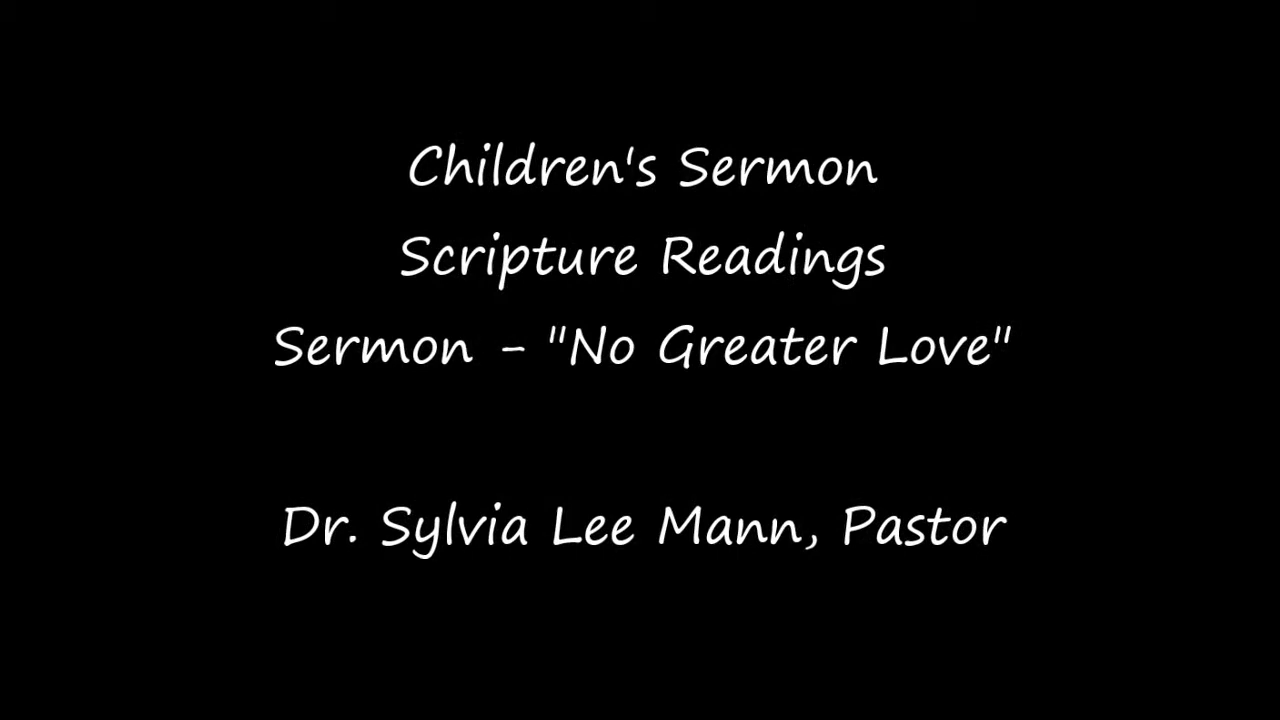 Children's Sermon
Scripture Readings
Sermon - "No Greater Love"
Dr. Sylvia Lee Mann, Pastor